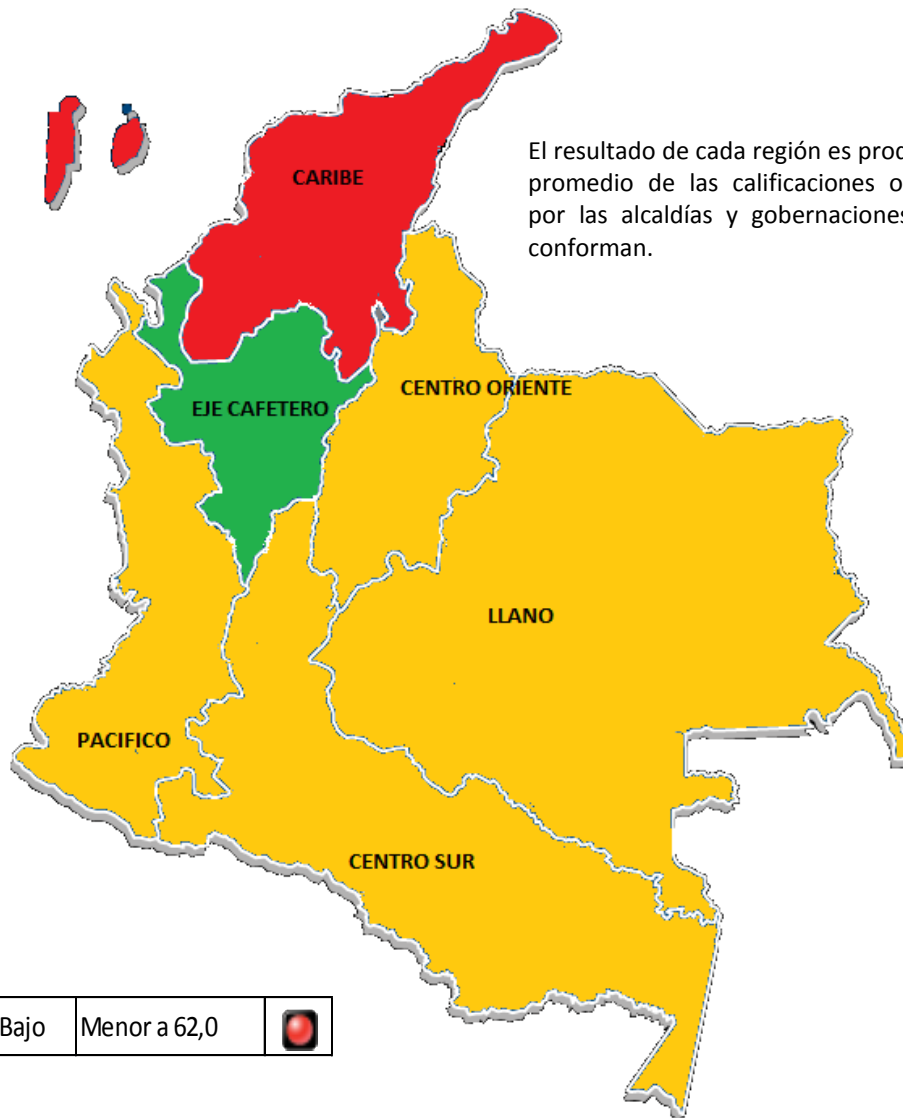 CARIBE
El resultado de cada región es
promedio de las calificaciones
por las alcaldías y gobernaciones
conforman.
CENTRO ORIENTE
EJE CAFETERO
LLANO
PACIFICO
CENTRO SUR
Bajo Menor a 62,0